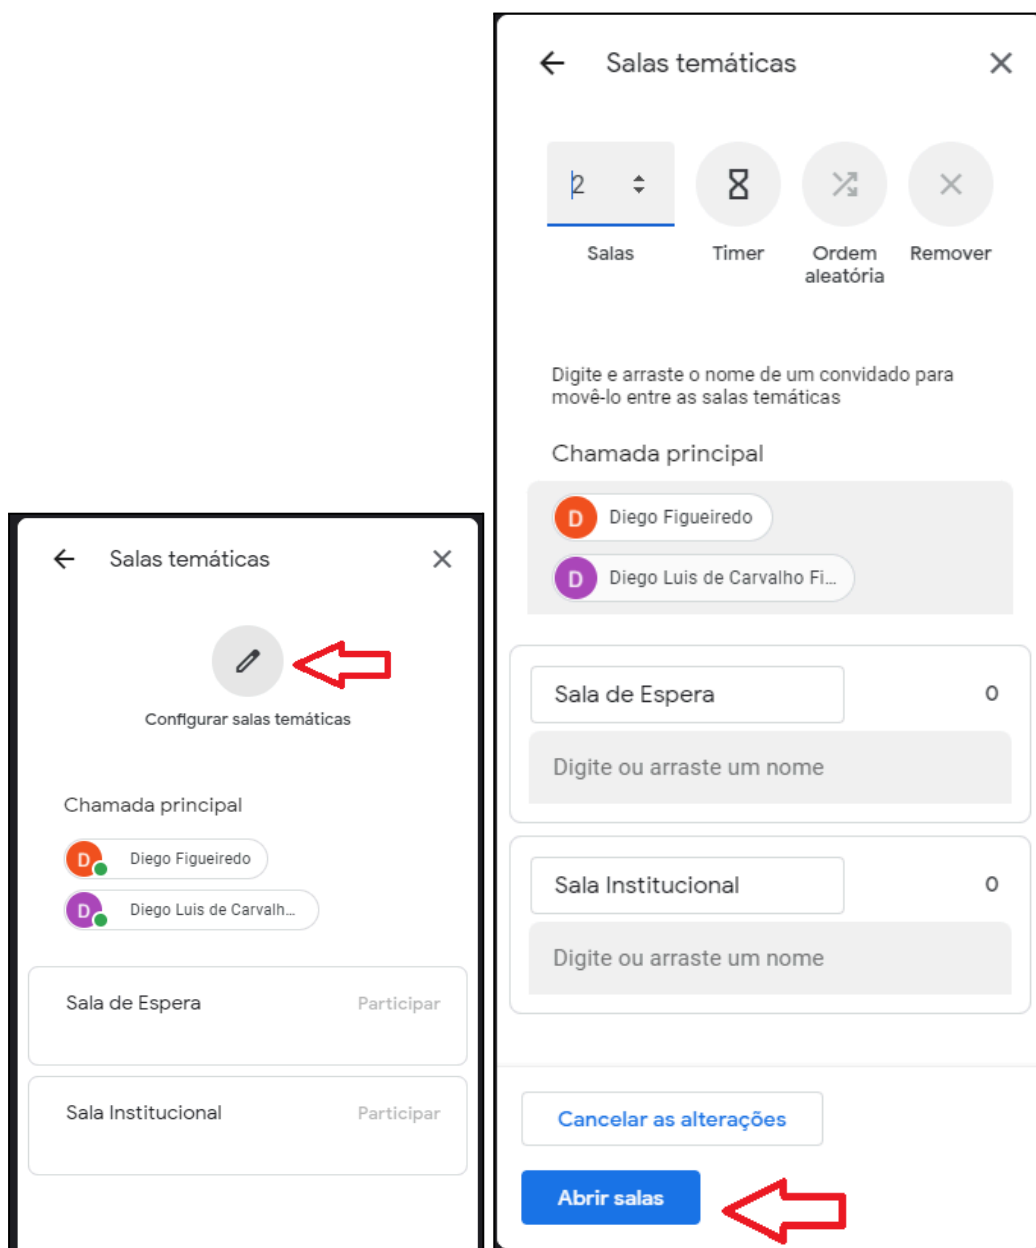 Salas temáticas
Configurar salas temáticas
Chamada principal
D Diego Figueiredo
D Diego Luis de Carvalh...
Sala de Espera Participar
Sala Institucional Participar
Salas temáticas
2
Salas Timer Ordem aleatória Remover
Digite e arraste o nome de um convidado para
movê-lo entre as salas temáticas
Chamada principal
D Diego Figueiredo
D Diego Luis de Carvalho Fi...
Sala de Espera 0
Digite ou arraste um nome
Sala Institucional 0
Digite ou arraste um nome
Cancelar as alterações
Abrir salas